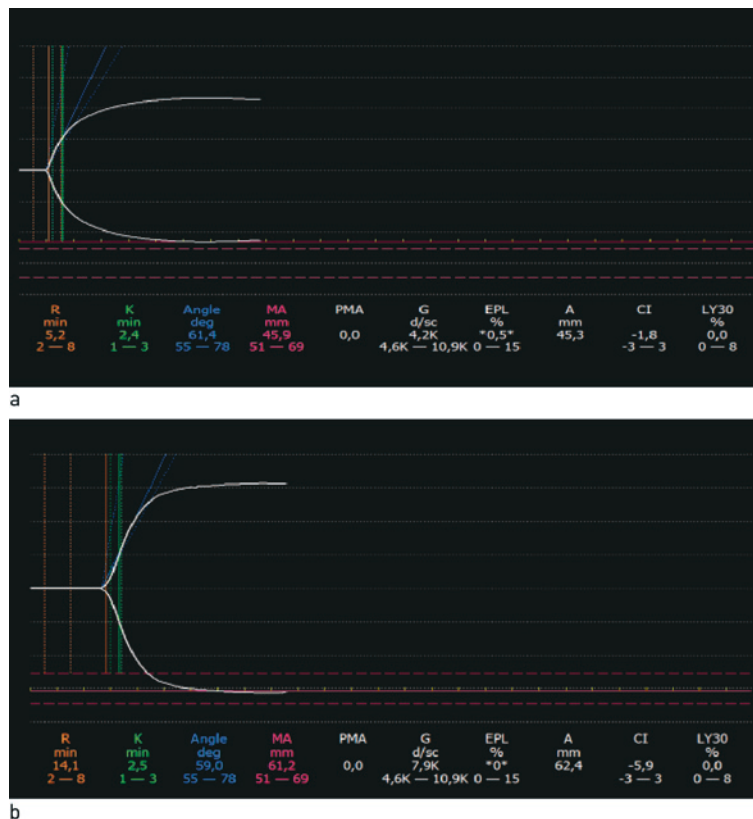 R K Angle MA PMA G EPL A CI LY30
min min deg mm d/sc % mm %
5,2 2,4 61,4 45,9 0,0 4,2K *0,5* 45,3 -1,8 0,0
2 — 8 1 — 3 55 — 78 51 — 69 4,6K — 10,9K 0 — 15 -3 — 3 0 — 8
a
R K Angle MA PMA G EPL A CI LY30
min min deg mm d/sc % mm %
14,1 2,5 59,0 61,2 0,0 7,9K *0* 62,4 -5,9 0,0
2 — 8 1 — 3 55 — 78 51 — 69 4,6K — 10,9K 0 — 15 -3 — 3 0 — 8
b